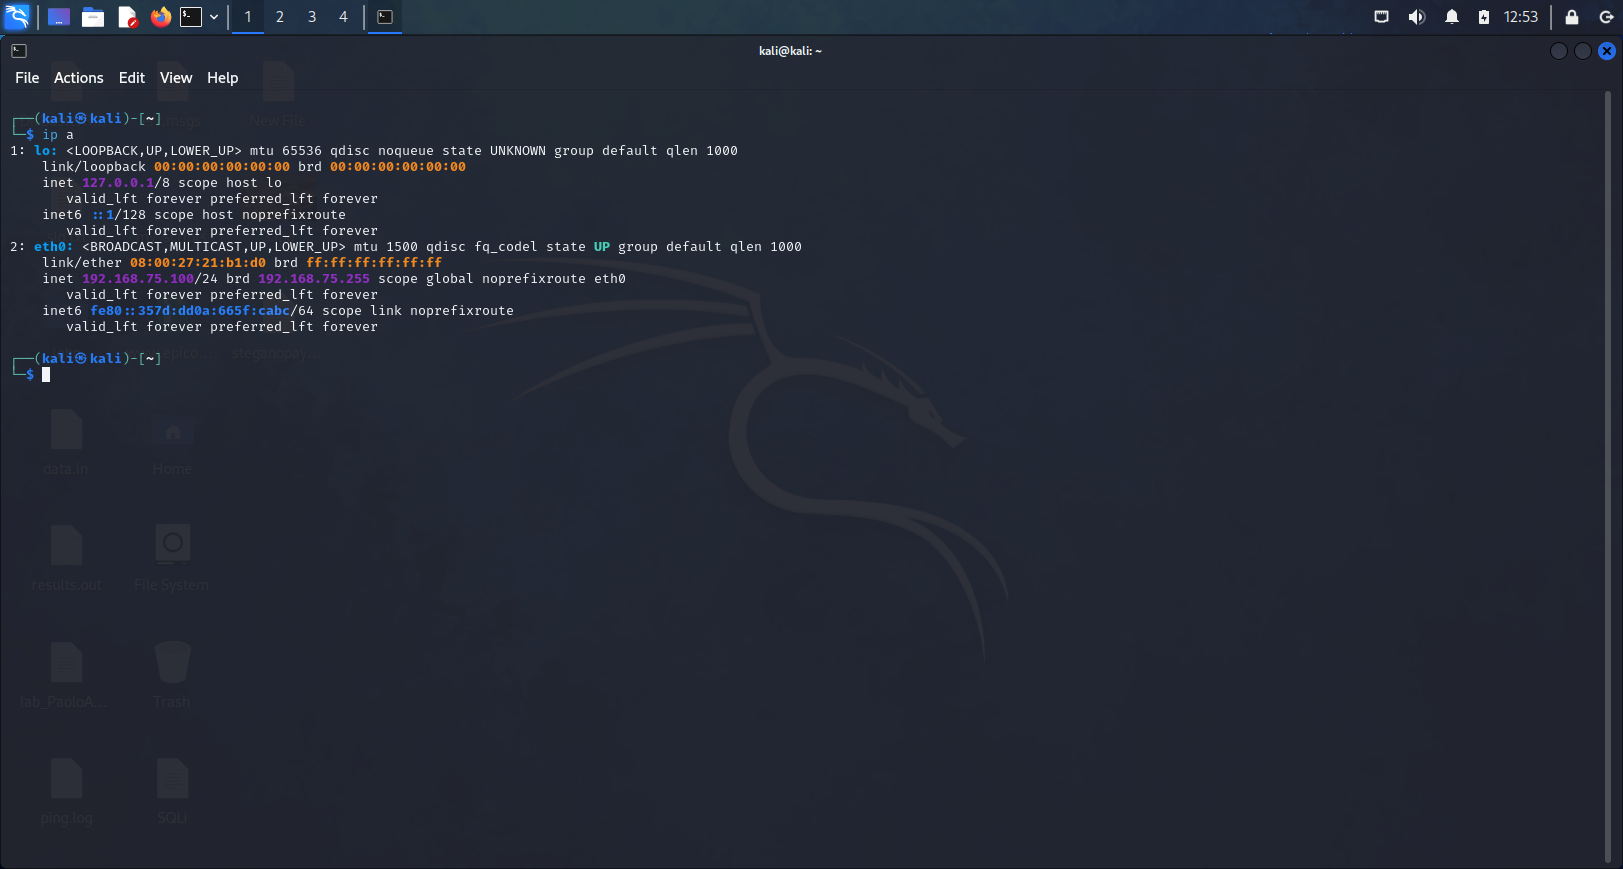 1 2 3 4
12:53
kali@kali: ~
File Actions Edit View Help
┌──(kali㉿kali)-[~]
└─$ ip a
1: lo: <LOOPBACK,UP,LOWER_UP> mtu 65536 qdisc noqueue state UNKNOWN group default qlen 1000
link/loopback 00:00:00:00:00:00 brd 00:00:00:00:00:00
inet 127.0.0.1/8 scope host lo
valid_lft forever preferred_lft forever
inet6 ::1/128 scope host noprefixroute
valid_lft forever preferred_lft forever
2: eth0: <BROADCAST,MULTICAST,UP,LOWER_UP> mtu 1500 qdisc fq_codel state UP group default qlen 1000
link/ether 08:00:27:21:b1:d0 brd ff:ff:ff:ff:ff:ff
inet 192.168.75.100/24 brd 192.168.75.255 scope global noprefixroute eth0
valid_lft forever preferred_lft forever
inet6 fe80::357d:dd0a:665f:cabc/64 scope link noprefixroute
valid_lft forever preferred_lft forever
┌──(kali㉿kali)-[~]
└─$
New File
steganopay...
data.in
Home
results.out
File System
lab_PaolnA...
Trash
ping.log
SQLi